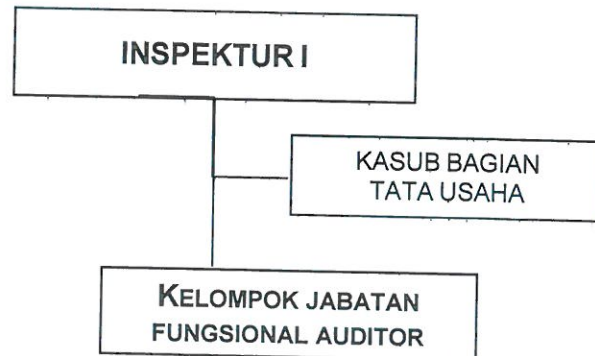 INSPEKTUR I
KASUB BAGIAN
TATA USAHA
KELOMPOK JABATAN
FUNGSIONAL AUDITOR